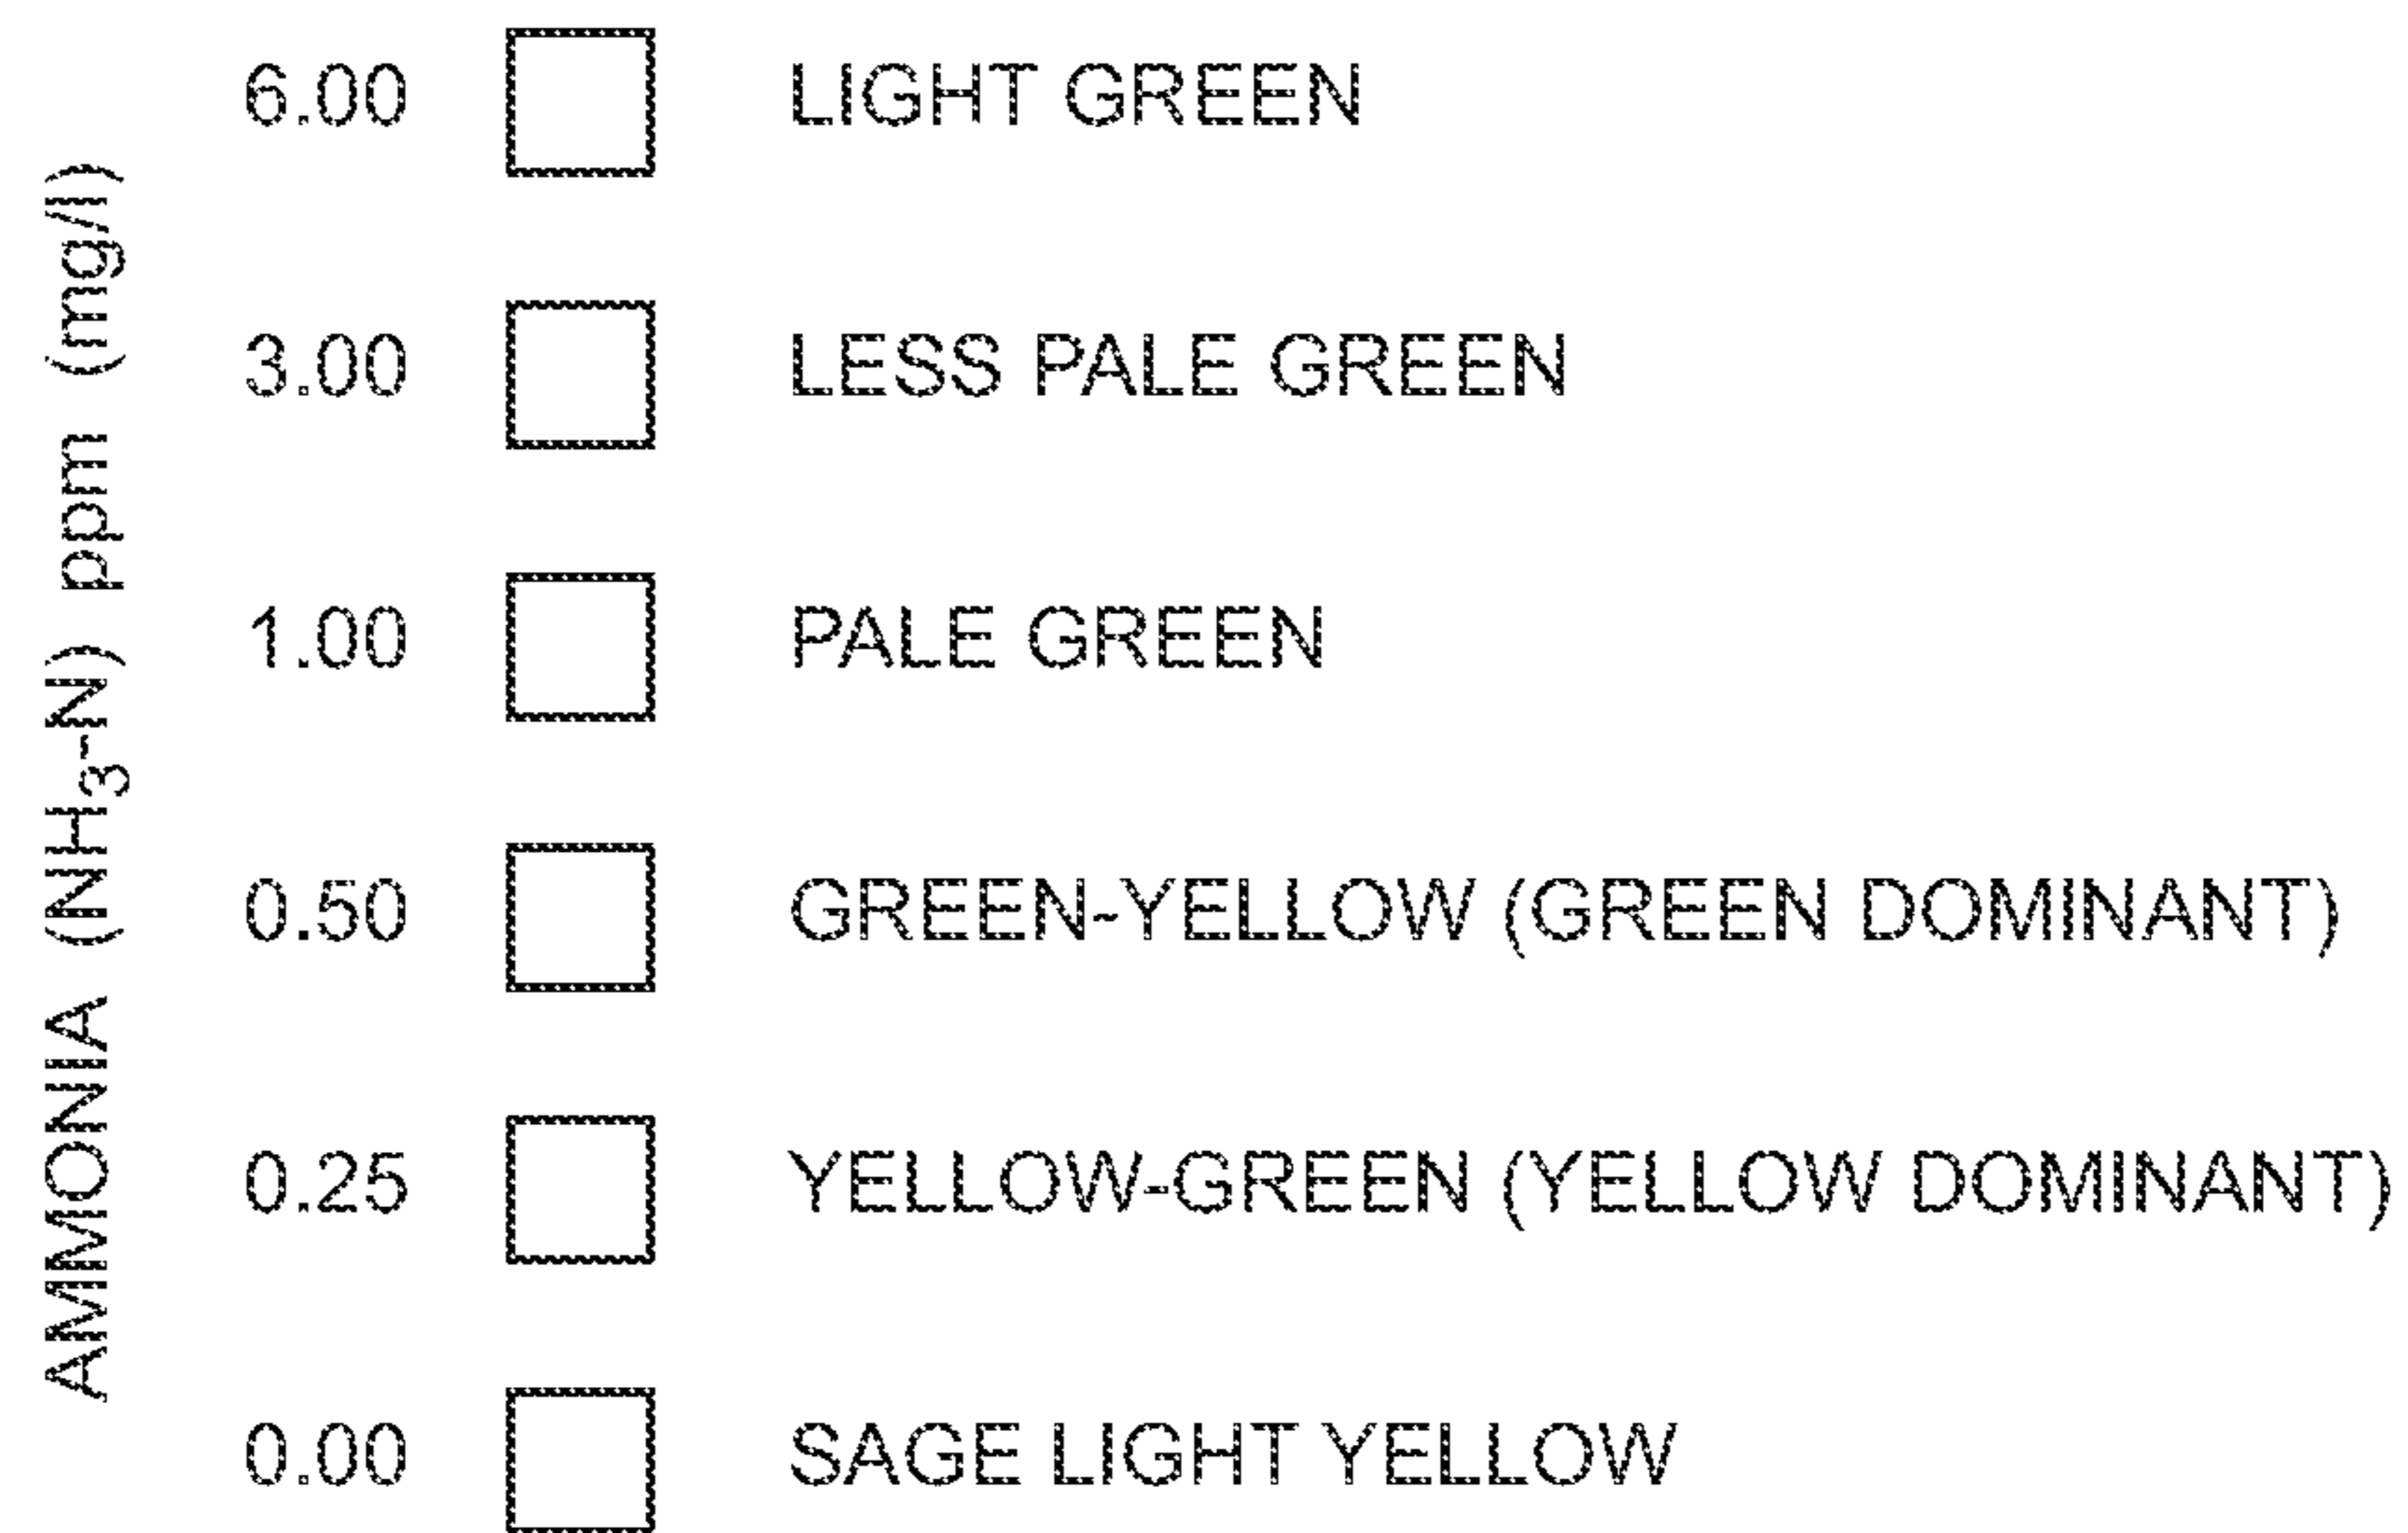 AMMONIA (NH₃-N) ppm (mg/l)
6.00 LIGHT GREEN
3.00 LESS PALE GREEN
1.00 PALE GREEN
0.50 GREEN-YELLOW (GREEN DOMINANT)
0.25 YELLOW-GREEN (YELLOW DOMINANT)
0.00 SAGE LIGHT YELLOW